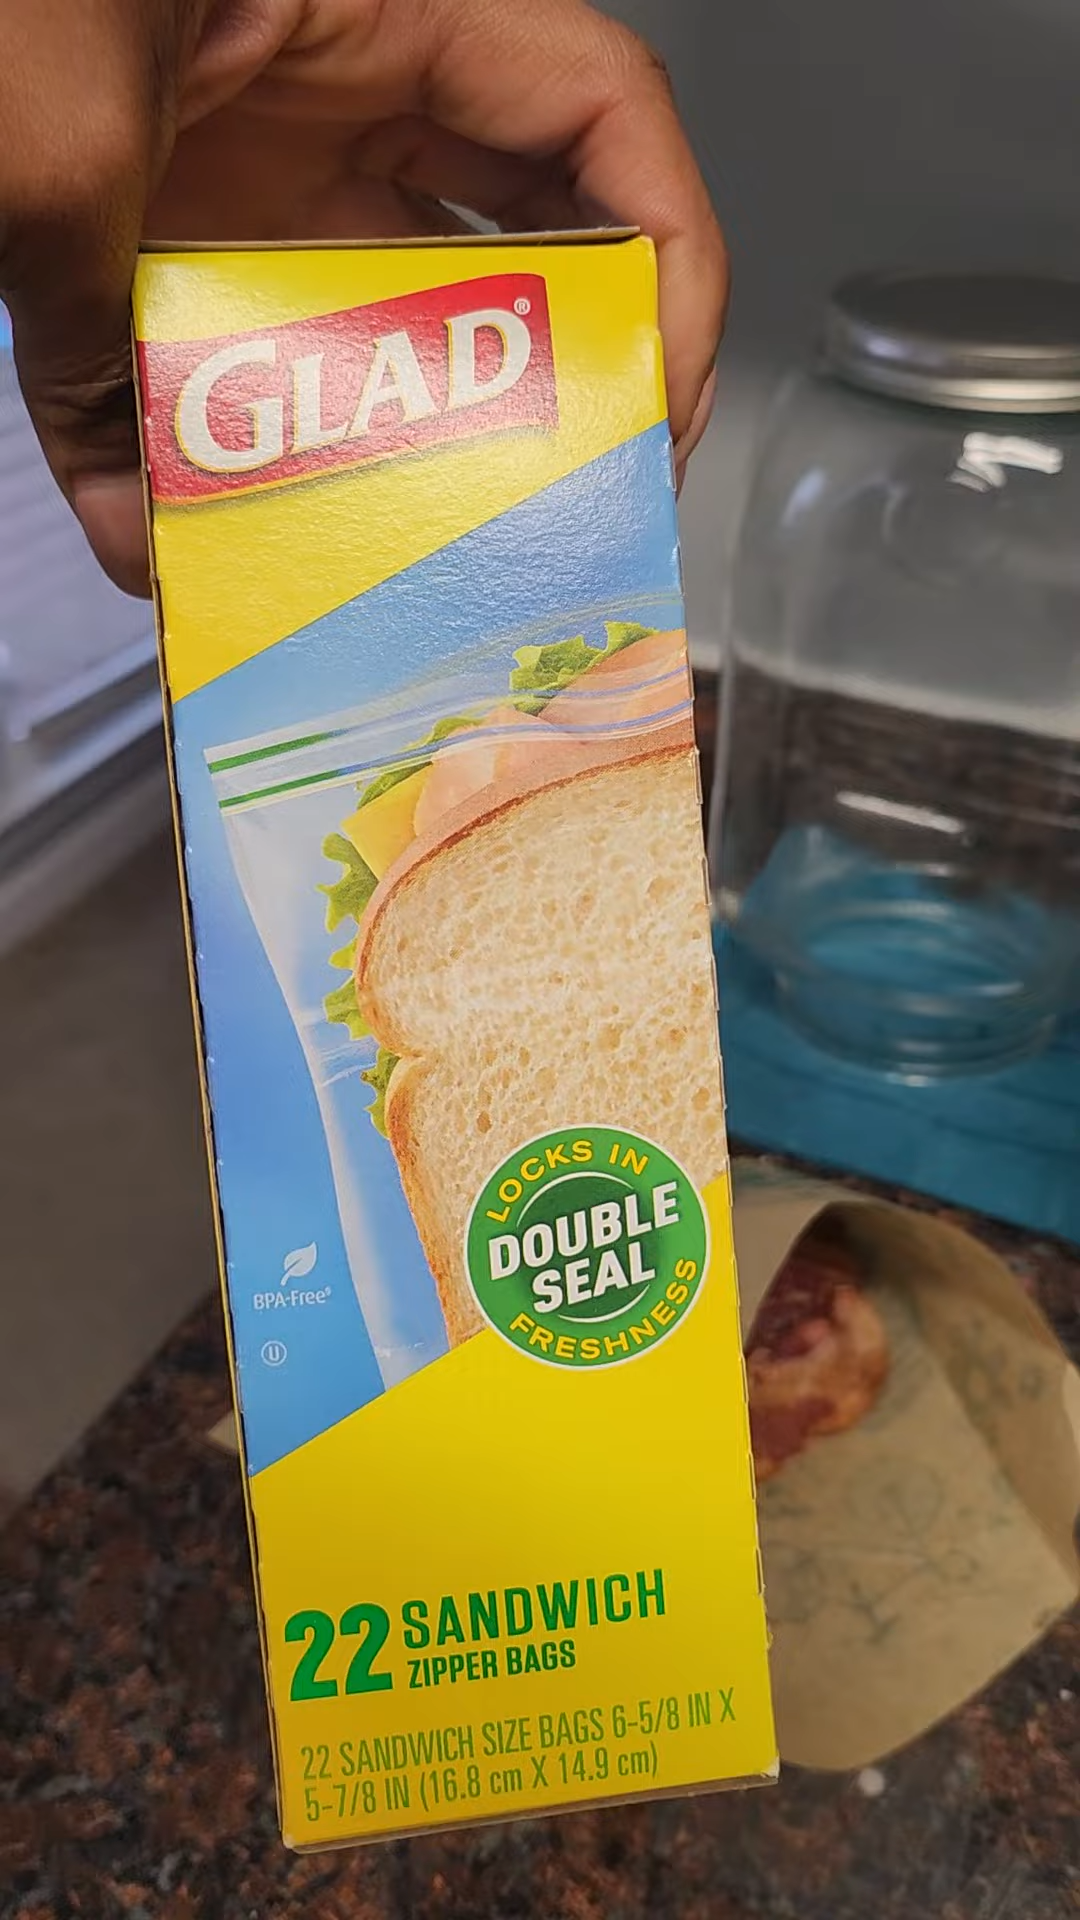 GLAD®
LOCKS IN
DOUBLE
SEAL
FRESHNESS
BPA-Free®
U
22 SANDWICH
ZIPPER BAGS
22 SANDWICH SIZE BAGS 6-5/8 IN X
5-7/8 IN (16.8 cm X 14.9 cm)